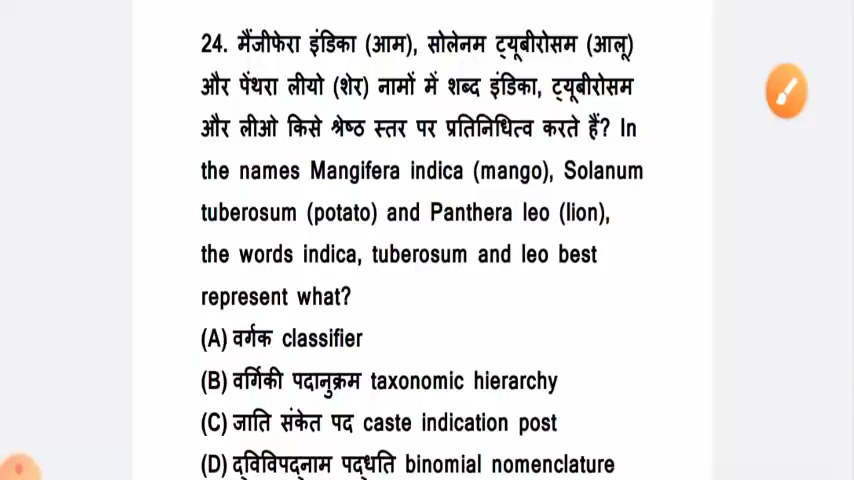 24. मैंजीफेरा इंडिका (आम), सोलेनम ट्यूबीरोसम (आलू)
और पेंथरा लीयो (शेर) नामों में शब्द इंडिका, ट्यूबीरोसम
और लीओ किसे श्रेष्ठ स्तर पर प्रतिनिधित्व करते हैं? In
the names Mangifera indica (mango), Solanum
tuberosum (potato) and Panthera leo (lion),
the words indica, tuberosum and leo best
represent what?
(A) वर्गक classifier
(B) वर्गिकी पदानुक्रम taxonomic hierarchy
(C) जाति संकेत पद caste indication post
(D) द्विविपद्नाम पद्धति binomial nomenclature